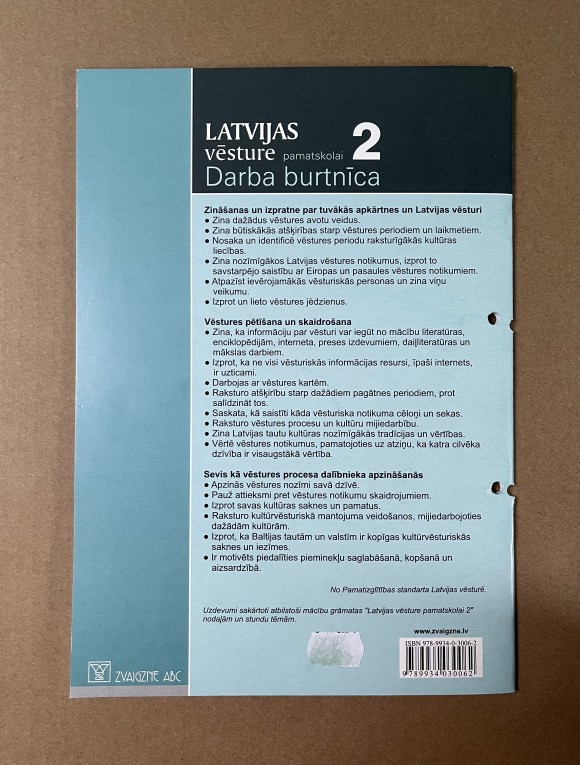 LATVIJAS
vēsture pamatskolai 2
Darba burtnīca
Zināšanas un izpratne par tuvākās apkārtnes un Latvijas vēsturi
● Zina dažādus vēstures avotu veidus.
● Zina būtiskākās atšķirības starp vēstures periodiem un laikmetiem.
● Nosaka un identificē vēstures periodu raksturīgākās kultūras
liecības.
● Zina nozīmīgākos Latvijas vēstures notikumus, izprot to
savstarpējo saistību ar Eiropas un pasaules vēstures notikumiem.
● Atpazīst ievērojamākās vēsturiskās personas un zina viņu
veikumu.
● Izprot un lieto vēstures jēdzienus.
Vēstures pētīšana un skaidrošana
● Zina, ka informāciju par vēsturi var iegūt no mācību literatūras,
enciklopēdijām, interneta, preses izdevumiem, daiļliteratūras un
mākslas darbiem.
● Izprot, ka ne visi vēsturiskās informācijas resursi, īpaši internets,
ir uzticami.
● Darbojas ar vēstures kartēm.
● Raksturo atšķirību starp dažādiem pagātnes periodiem, prot
salīdzināt tos.
● Saskata, kā saistīti kāda vēsturiska notikuma cēloņi un sekas.
● Raksturo vēstures procesu un kultūru mijiedarbību.
● Zina Latvijas tautu kultūras nozīmīgākās tradīcijas un vērtības.
● Vērtē vēstures notikumus, pamatojoties uz atziņu, ka katra cilvēka
dzīvība ir visaugstākā vērtība.
Sevis kā vēstures procesa dalībnieka apzināšanās
● Apzinās vēstures nozīmi savā dzīvē.
● Pauž attieksmi pret vēstures notikumu skaidrojumiem.
● Izprot savas kultūras saknes un pamatus.
● Raksturo kultūrvēsturiskā mantojuma veidošanos, mijiedarbojoties
dažādām kultūrām.
● Izprot, ka Baltijas tautām un valstīm ir kopīgas kultūrvēsturiskās
saknes un iezīmes.
● Ir motivēts piedalīties pieminekļu saglabāšanā, kopšanā un
aizsardzībā.
No Pamatizglītības standarta Latvijas vēsturē.
Uzdevumi sakārtoti atbilstoši mācību grāmatas "Latvijas vēsture pamatskolai 2"
nodaļām un stundu tēmām.
www.zvaigzne.lv
ISBN 978-9934-0-3006-2
9 789934 030062
ZVAIGZNE ABC